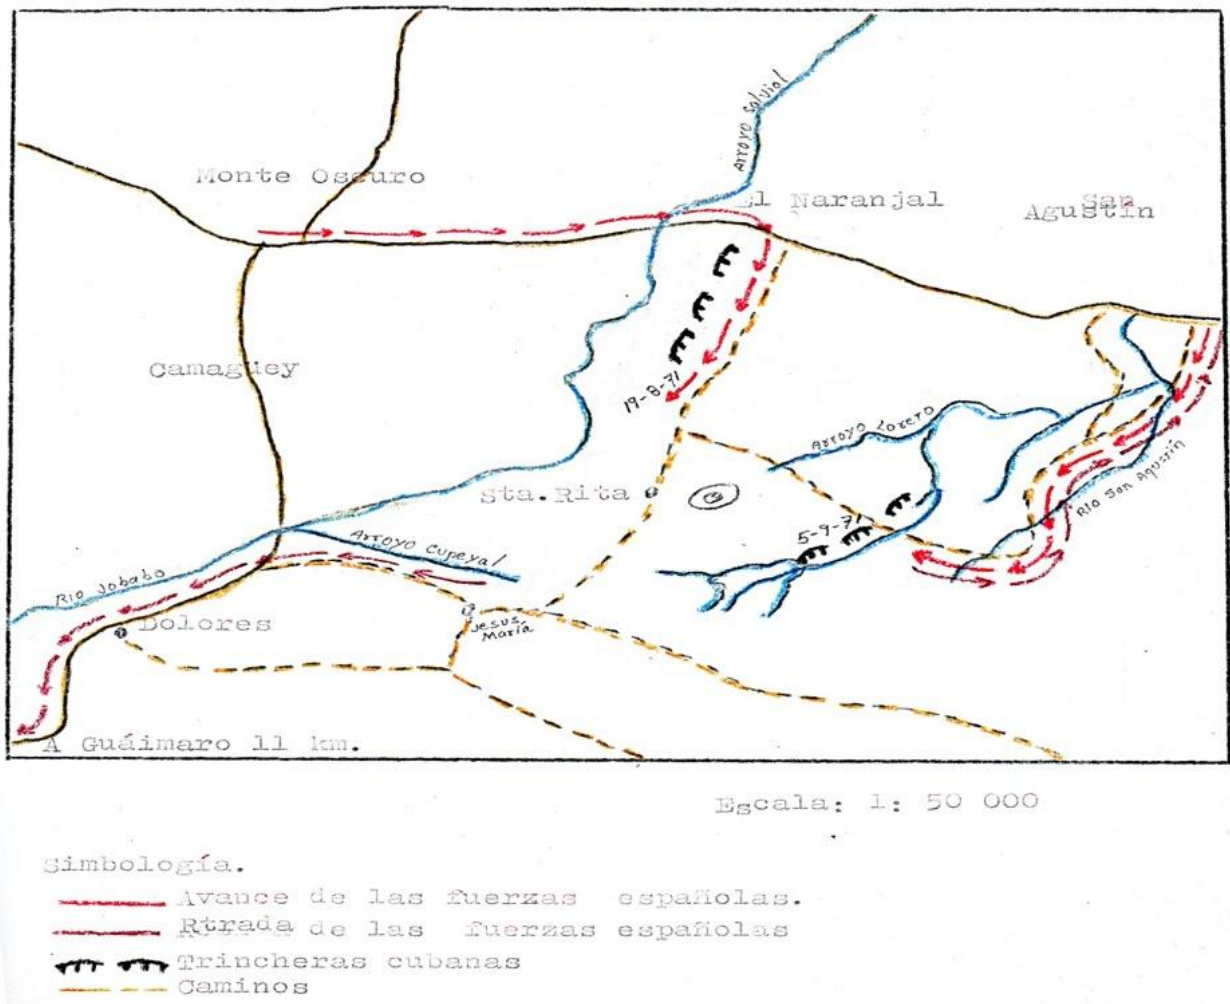 Arroyo Salvial
Monte Oscuro
El Naranjal
San
Agustín
Camagüey
19-8-71
Arroyo Lorero
Río San Agustín
Sta. Rita
5-9-71
Arroyo Cupeyal
Río Jobabo
Dolores
Jesus
María
A Guáimaro 11 km.
Escala: 1: 50 000
Simbología.
Avance de las fuerzas españolas.
Rtrada de las fuerzas españolas
Trincheras cubanas
Caminos